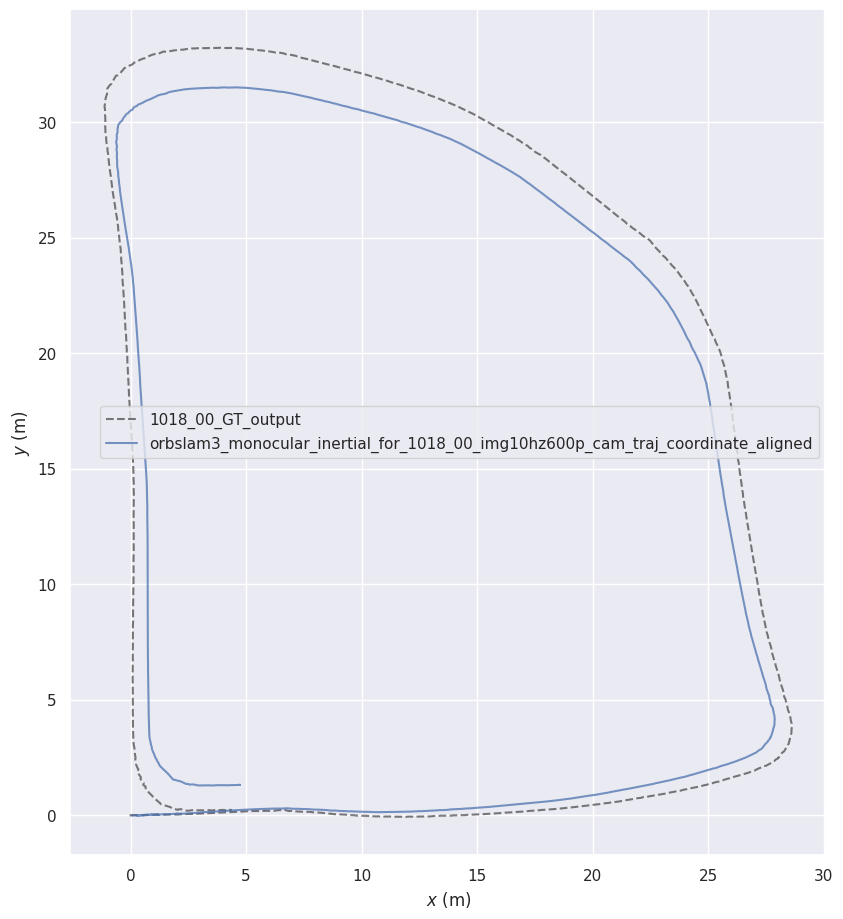 30
25
20
1018_00_GT_output
orbslam3_monocular_inertial_for_1018_00_img10hz600p_cam_traj_coordinate_aligned
y (m)
15
10
5
0
0 5 10 15 20 25 30
x (m)